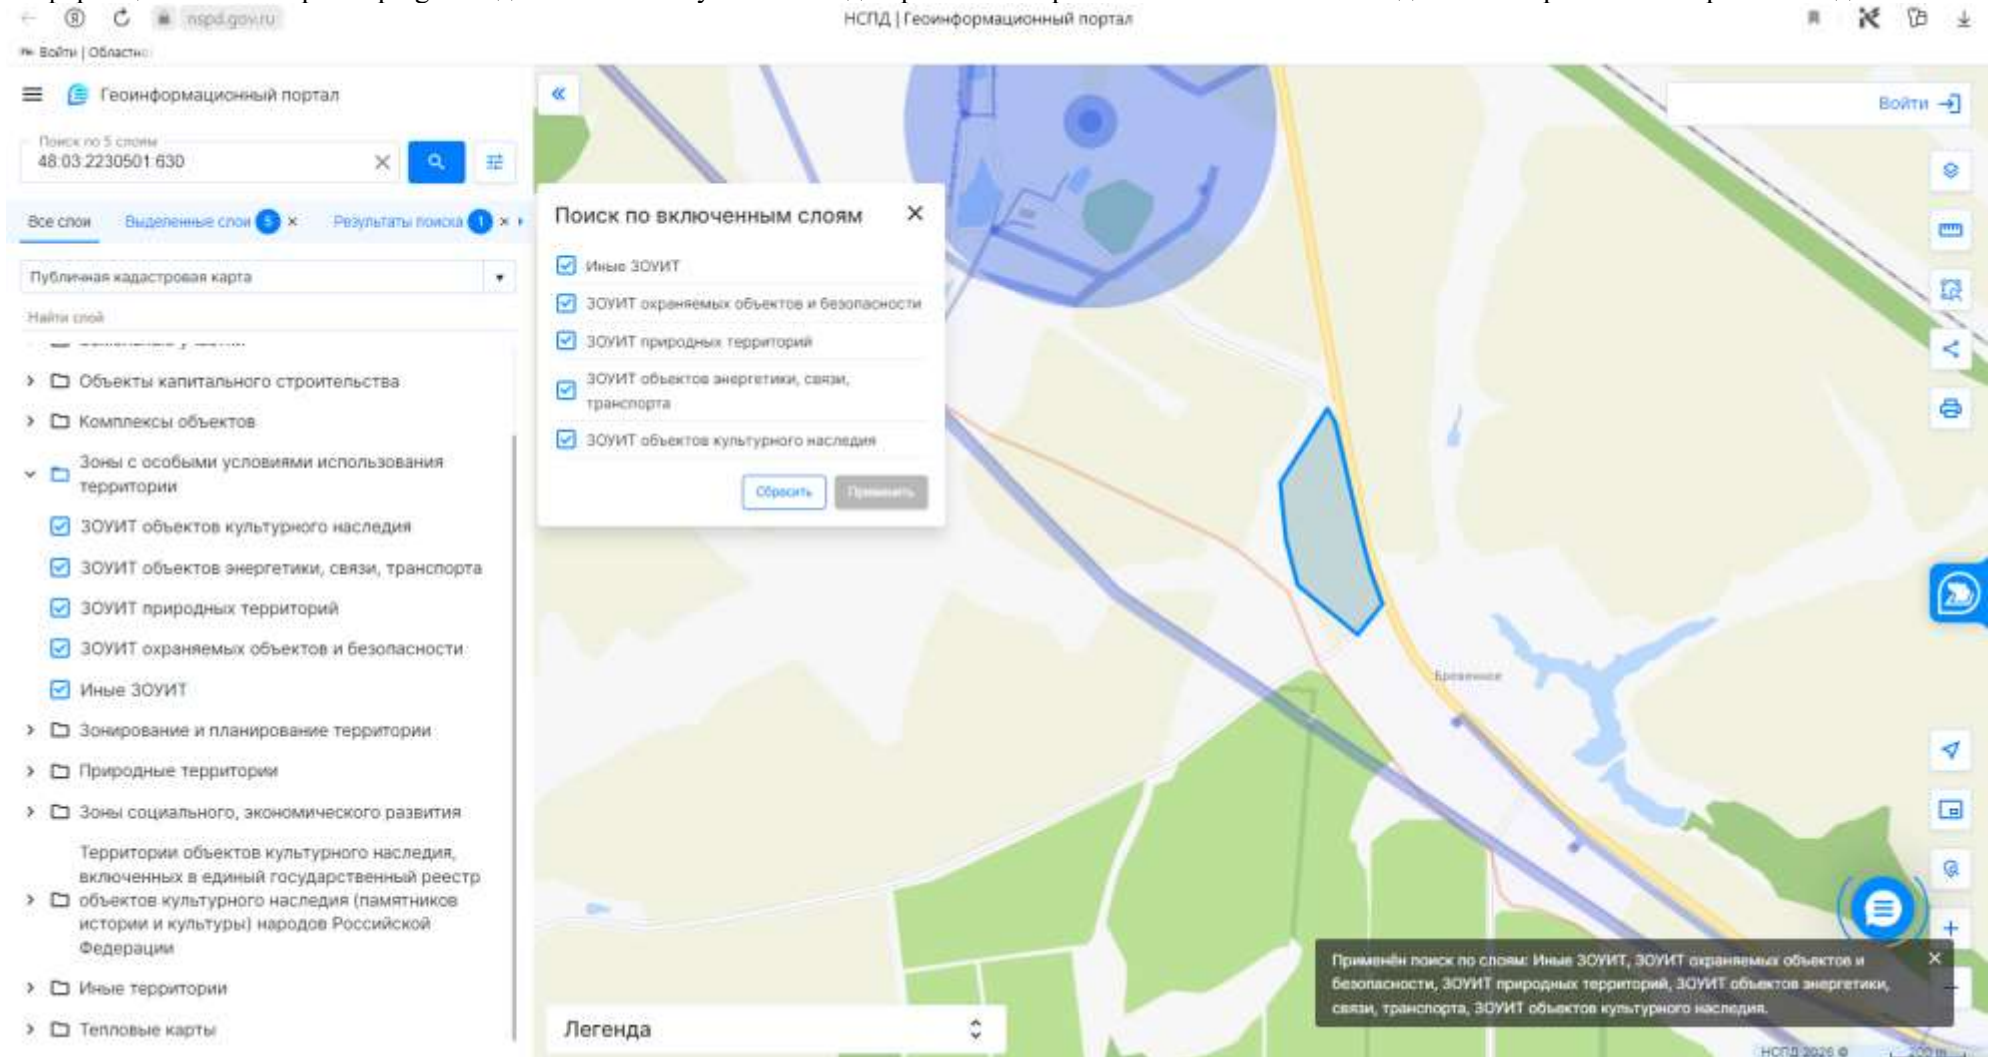 nspd.gov.ru
НСПД | Геоинформационный портал
Войти | Областно
Геоинформационный портал
Войти
Поиск по 5 слоям
48:03:2230501:630
Все слои
Выделенные слои 5
Результаты поиска 1
Публичная кадастровая карта
Найти слой
Объекты капитального строительства
Комплексы объектов
Зоны с особыми условиями использования
территории
ЗОУИТ объектов культурного наследия
ЗОУИТ объектов энергетики, связи, транспорта
ЗОУИТ природных территорий
ЗОУИТ охраняемых объектов и безопасности
Иные ЗОУИТ
Зонирование и планирование территории
Природные территории
Зоны социального, экономического развития
Территории объектов культурного наследия,
включенных в единый государственный реестр
объектов культурного наследия (памятников
истории и культуры) народов Российской
Федерации
Иные территории
Тепловые карты
Поиск по включенным слоям
Иные ЗОУИТ
ЗОУИТ охраняемых объектов и безопасности
ЗОУИТ природных территорий
ЗОУИТ объектов энергетики, связи,
транспорта
ЗОУИТ объектов культурного наследия
Сбросить
Применить
Легенда
Применён поиск по слоям: Иные ЗОУИТ, ЗОУИТ охраняемых объектов и
безопасности, ЗОУИТ природных территорий, ЗОУИТ объектов энергетики,
связи, транспорта, ЗОУИТ объектов культурного наследия.
НСПД 2026 ©